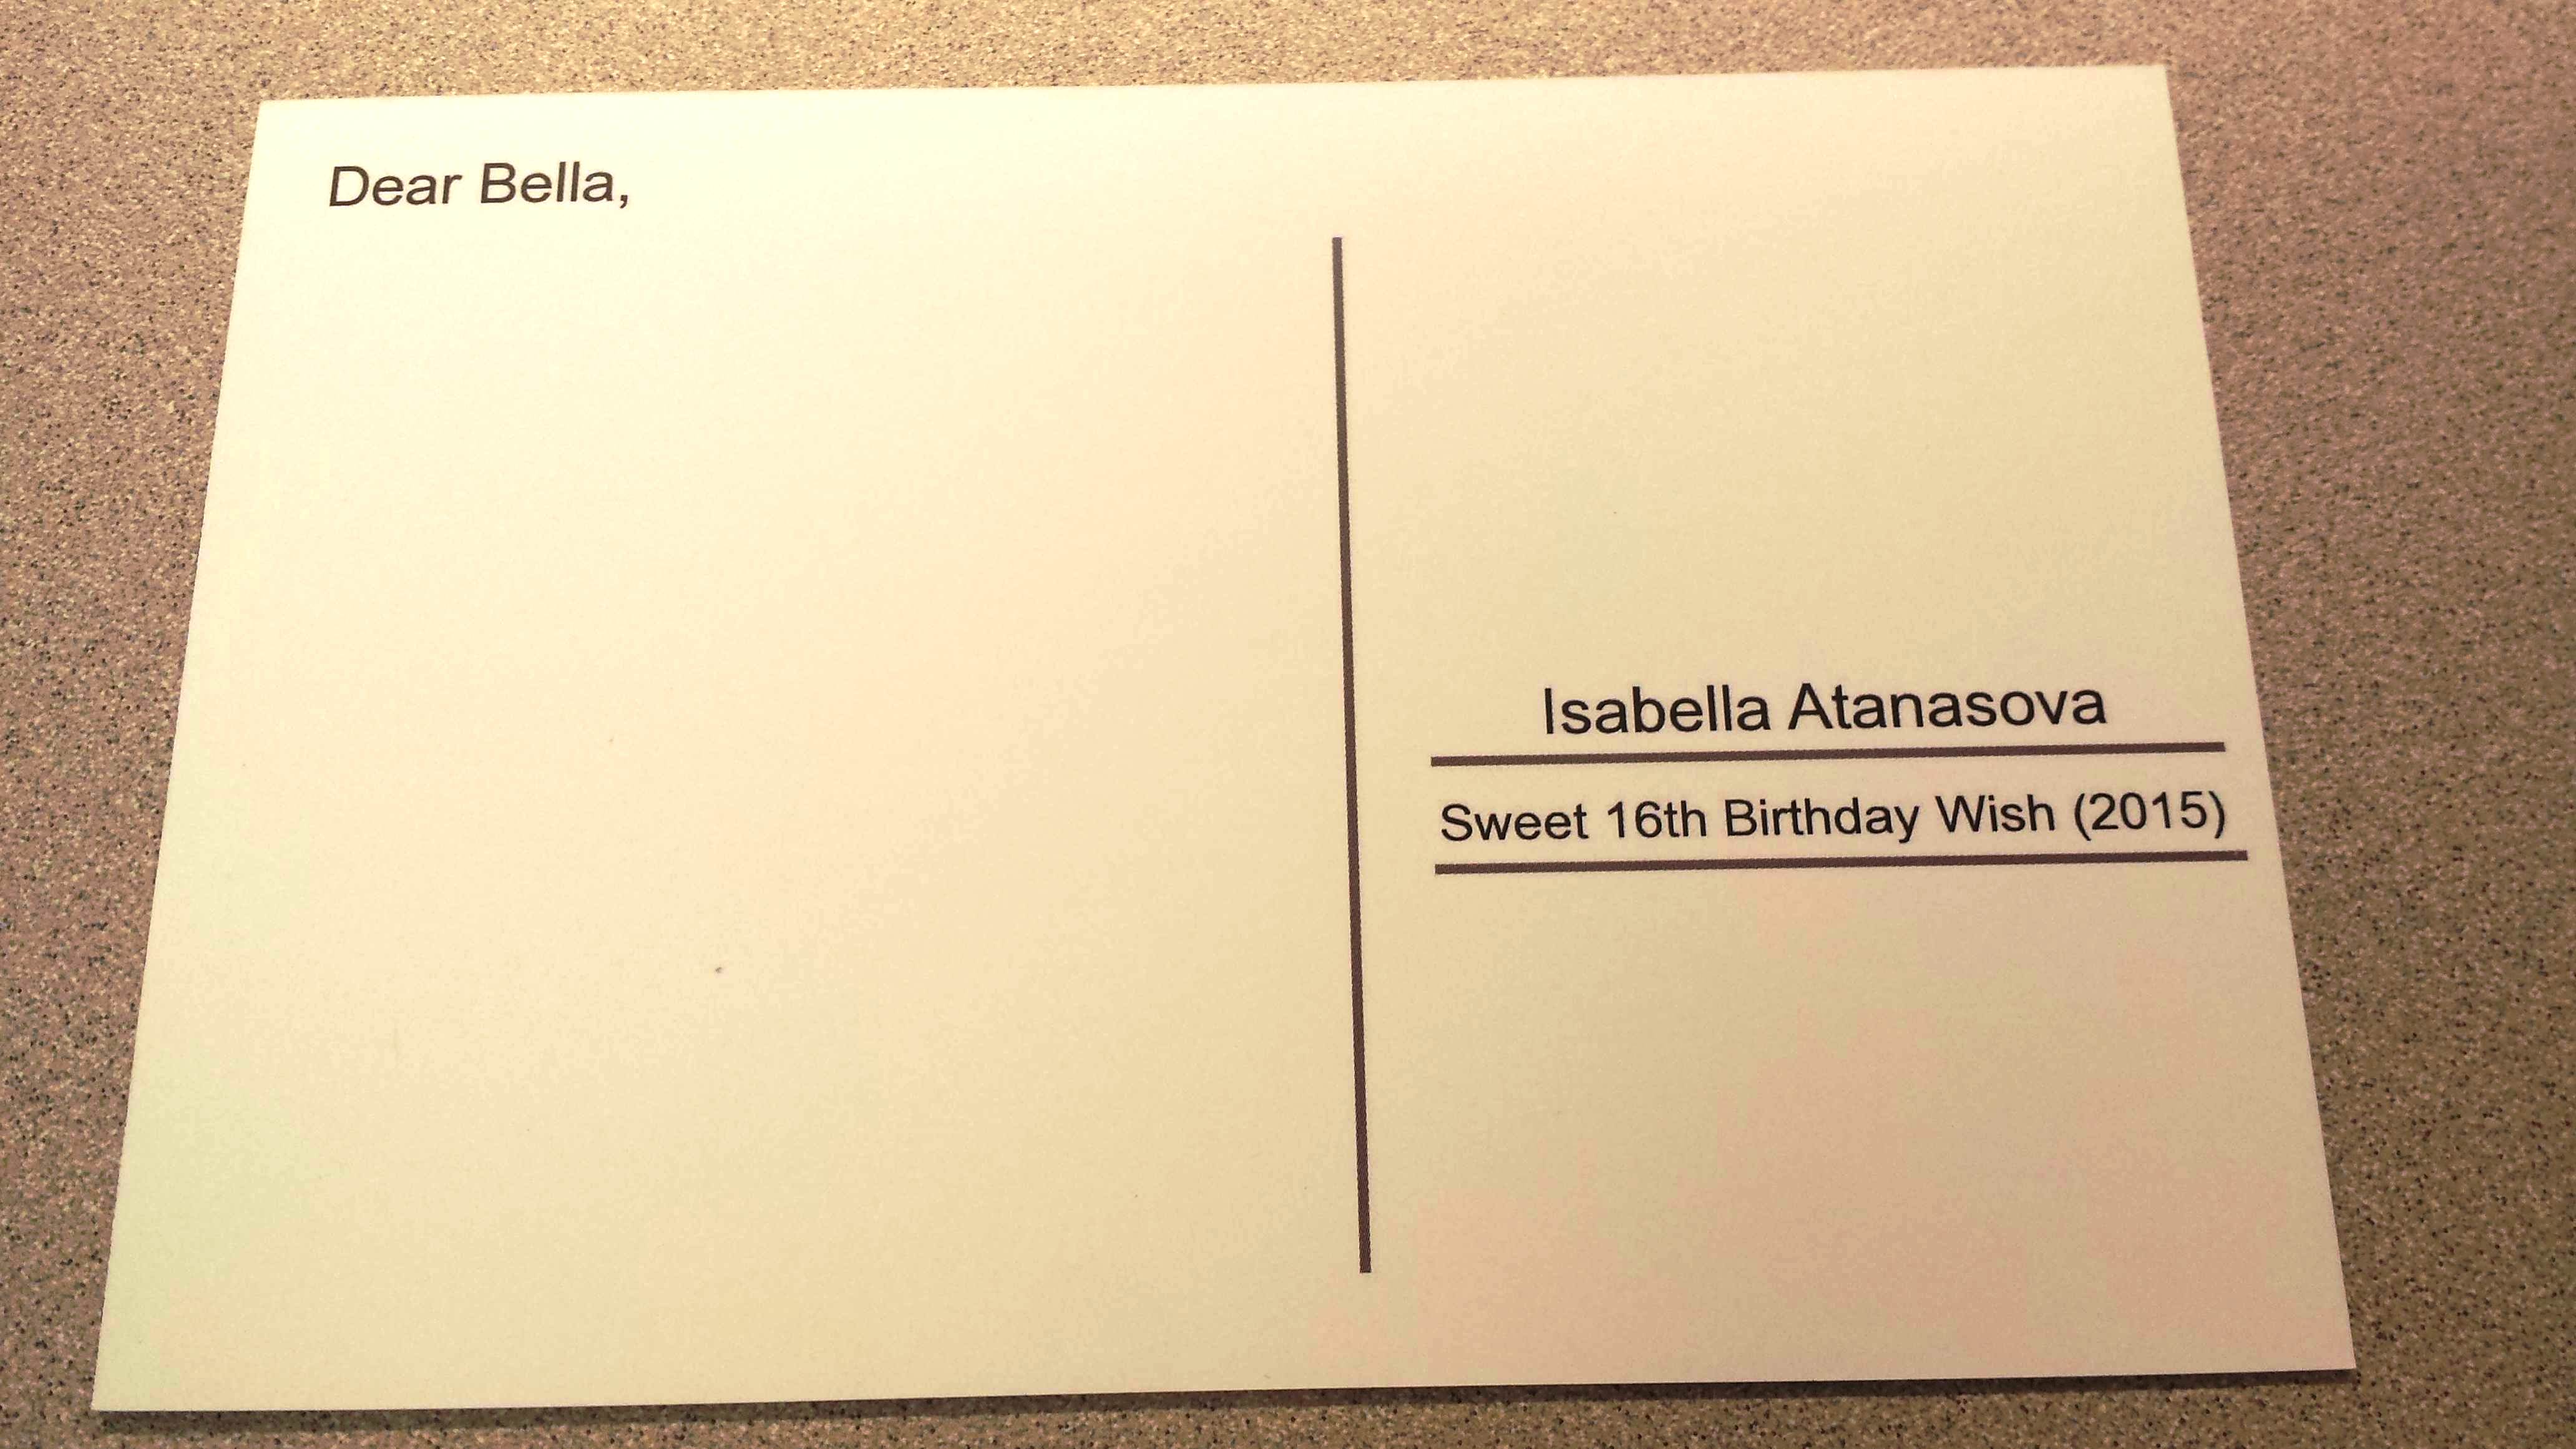 Dear Bella,
Isabella Atanasova
Sweet 16th Birthday Wish (2015)